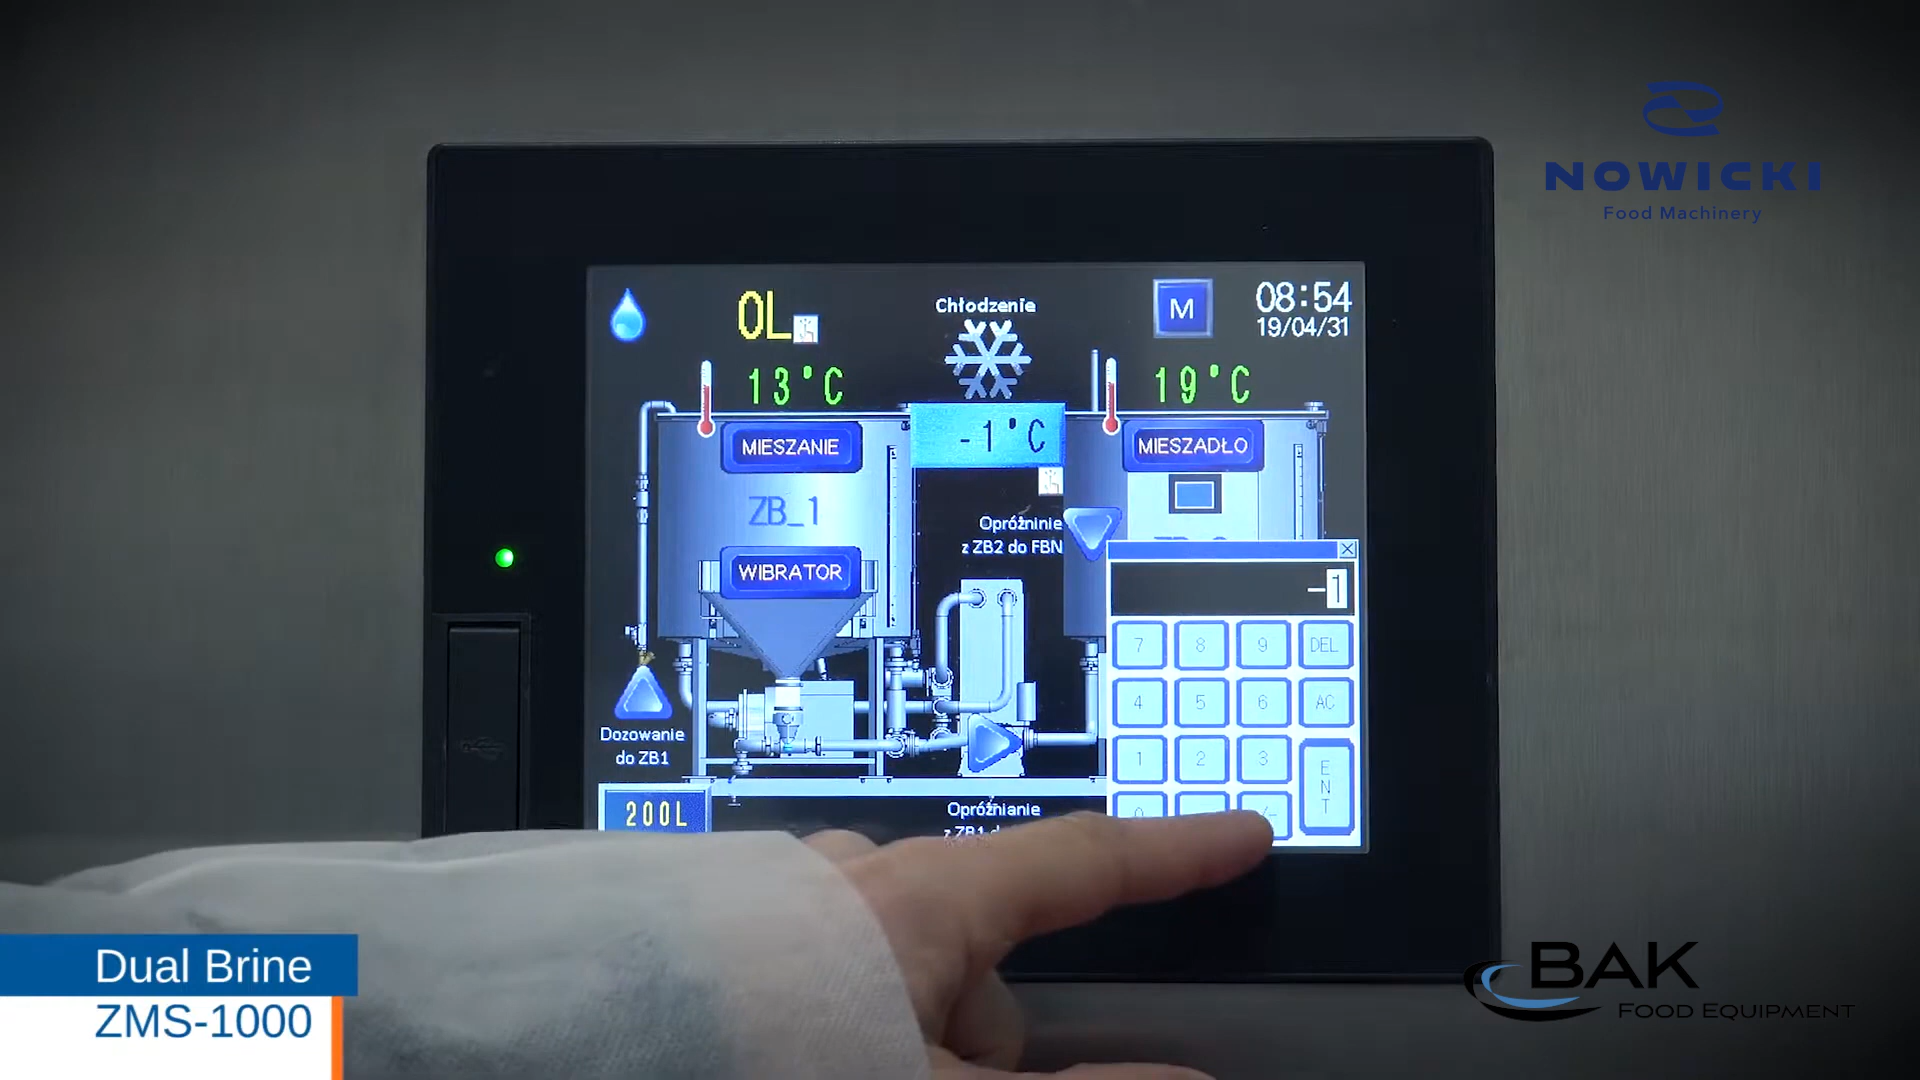 NOWICKI
Food Machinery
0L
Chłodzenie
M
08:54
19/04/31
13°C
19°C
MIESZANIE
-1°C
MIESZADŁO
ZB_1
Opróżninie
z ZB2 do FBN
WIBRATOR
-1
7 8 9 DEL
4 5 6 AC
1 2 3 ENT
Dozowanie
do ZB1
200L
Opróżnianie
z ZB1
BAK
FOOD EQUIPMENT
Dual Brine
ZMS-1000